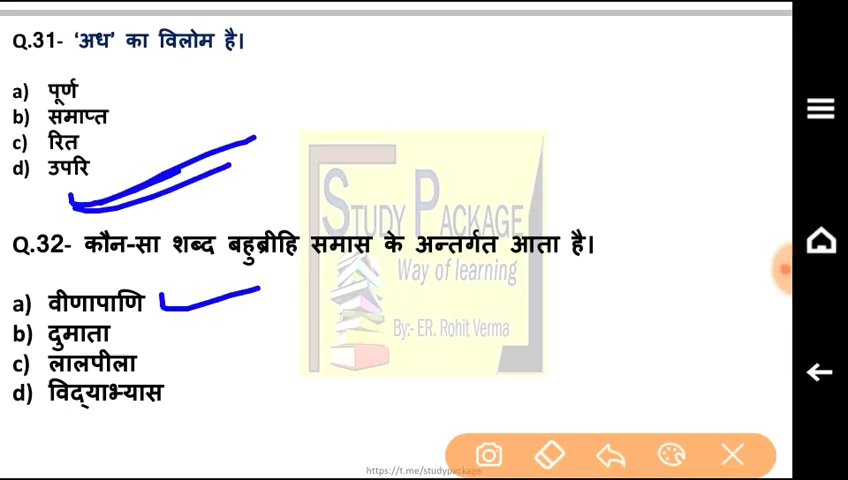 Q.31- ‘अध’ का विलोम है।
a) पूर्ण
b) समाप्त
c) रित
d) उपरि
STUDY PACKAGE
Q.32- कौन-सा शब्द बहुब्रीहि समास के अन्तर्गत आता है।
Way of learning
a) वीणापाणि
By:- ER. Rohit Verma
b) दुमाता
c) लालपीला
d) विद्याभ्यास
https://t.me/studypackage